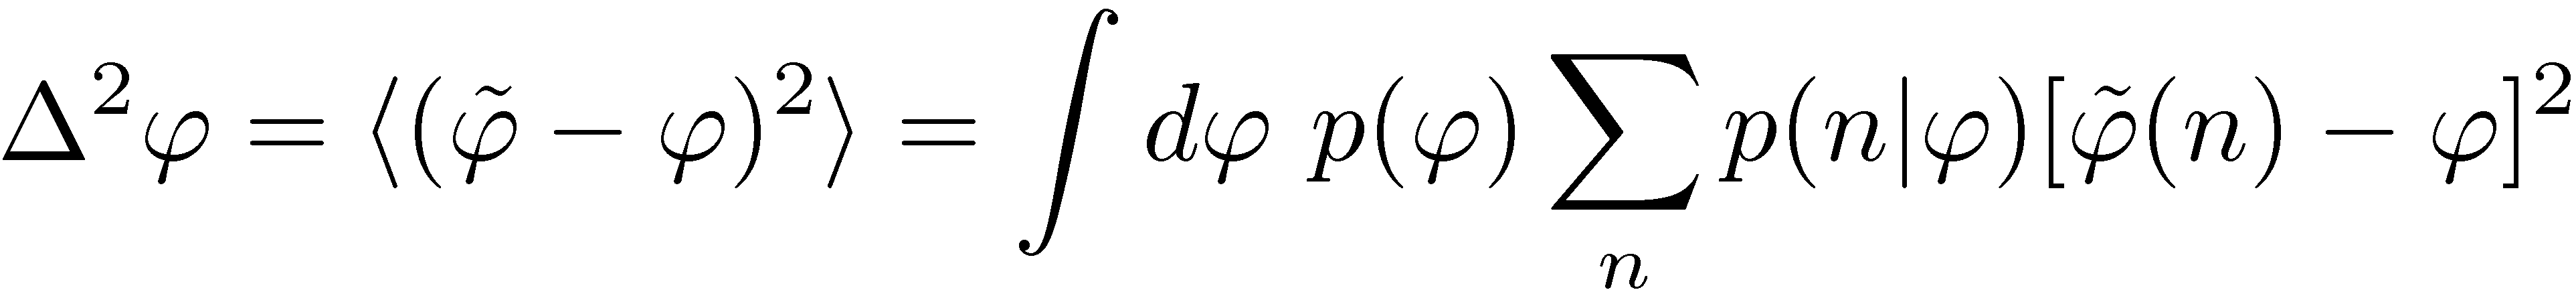 Δ²φ = ⟨(φ̃ − φ)²⟩ = ∫ dφ p(φ) ∑ₙ p(n|φ)[φ̃(n) − φ]²